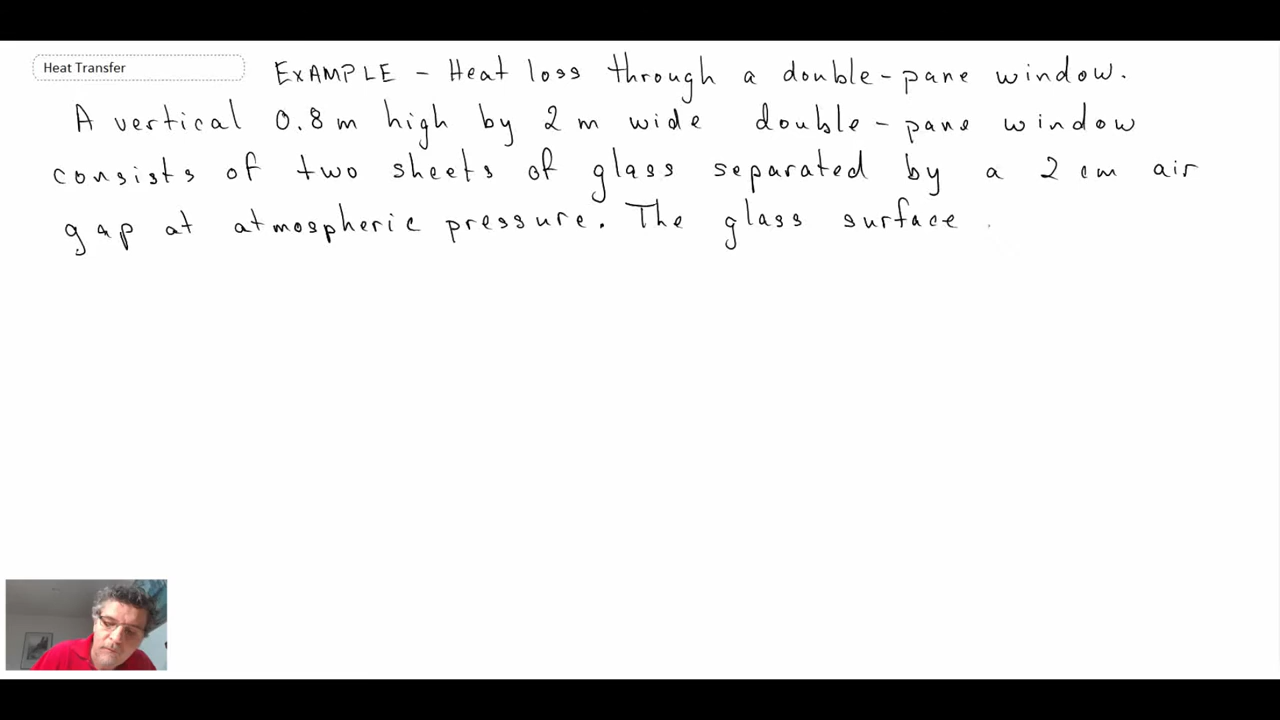 Heat Transfer
EXAMPLE - Heat loss through a double-pane window.
A vertical 0.8 m high by 2 m wide double-pane window
consists of two sheets of glass separated by a 2 cm air
gap at atmospheric pressure. The glass surface